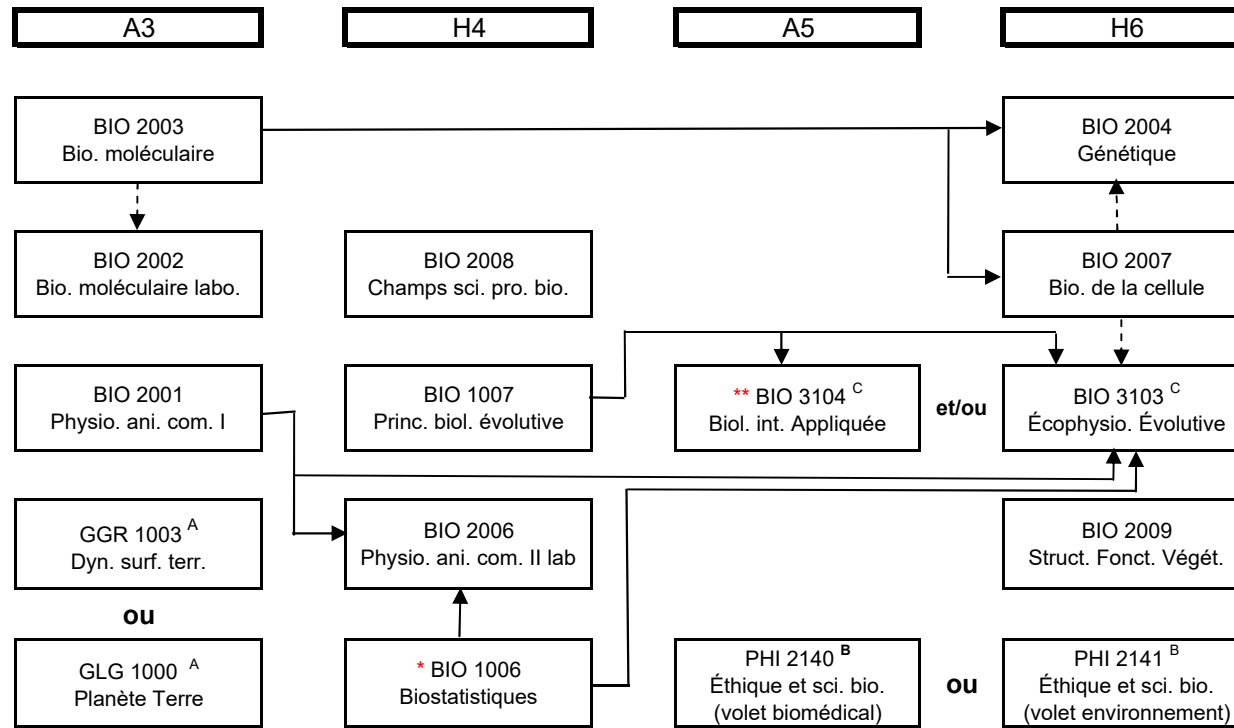 A3
H4
A5
H6
BIO 2003
Bio. moléculaire
BIO 2004
Génétique
BIO 2002
Bio. moléculaire labo.
BIO 2008
Champs sci. pro. bio.
BIO 2007
Bio. de la cellule
BIO 2001
Physio. ani. com. I
BIO 1007
Princ. biol. évolutive
** BIO 3104 C
Biol. int. Appliquée
et/ou
BIO 3103 C
Écophysio. Évolutive
GGR 1003 A
Dyn. surf. terr.
BIO 2006
Physio. ani. com. II lab
BIO 2009
Struct. Fonct. Végét.
ou
GLG 1000 A
Planète Terre
* BIO 1006
Biostatistiques
PHI 2140 B
Éthique et sci. bio.
(volet biomédical)
ou
PHI 2141 B
Éthique et sci. bio.
(volet environnement)